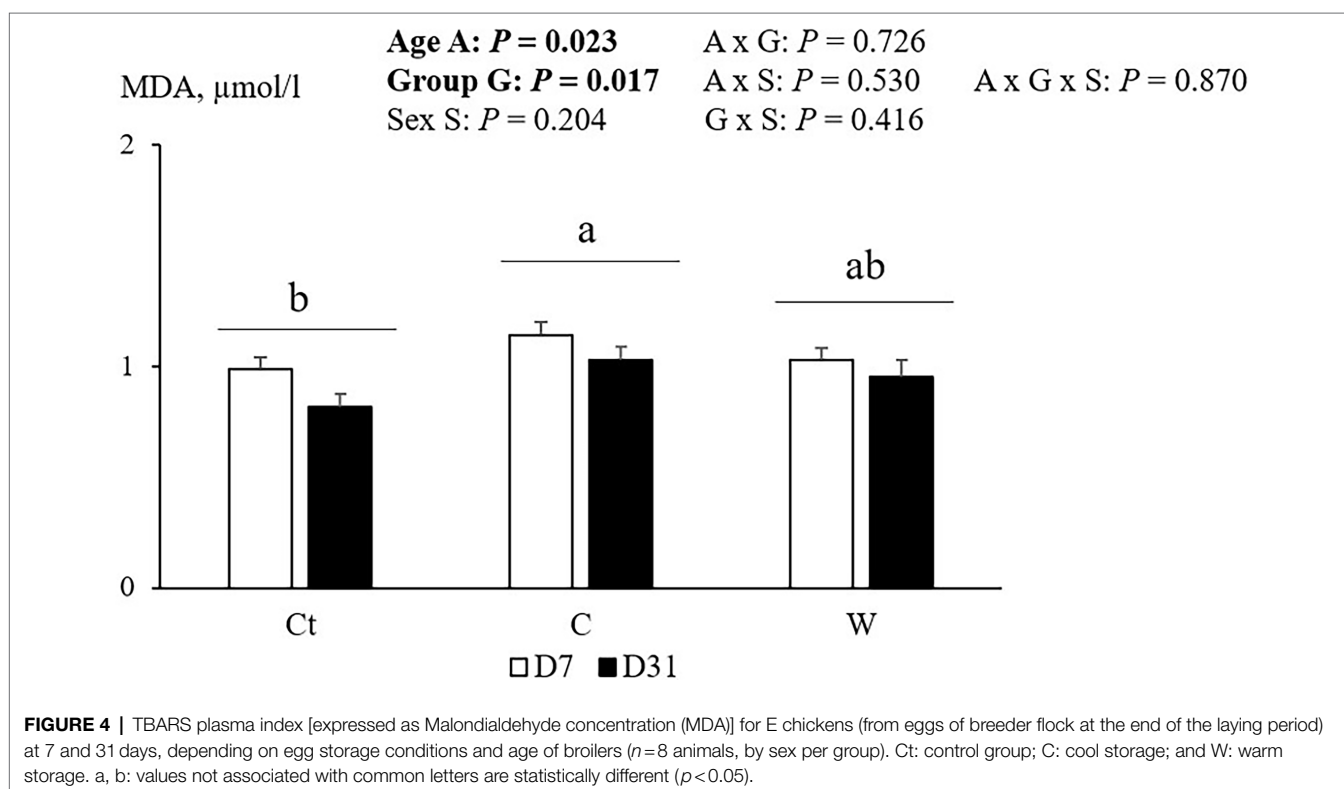 Age A: P = 0.023 A x G: P = 0.726
MDA, µmol/l Group G: P = 0.017 A x S: P = 0.530 A x G x S: P = 0.870
Sex S: P = 0.204 G x S: P = 0.416
2
a
ab
b
1
0
Ct C W
D7 D31
FIGURE 4 | TBARS plasma index [expressed as Malondialdehyde concentration (MDA)] for E chickens (from eggs of breeder flock at the end of the laying period)
at 7 and 31 days, depending on egg storage conditions and age of broilers (n=8 animals, by sex per group). Ct: control group; C: cool storage; and W: warm
storage. a, b: values not associated with common letters are statistically different (p<0.05).